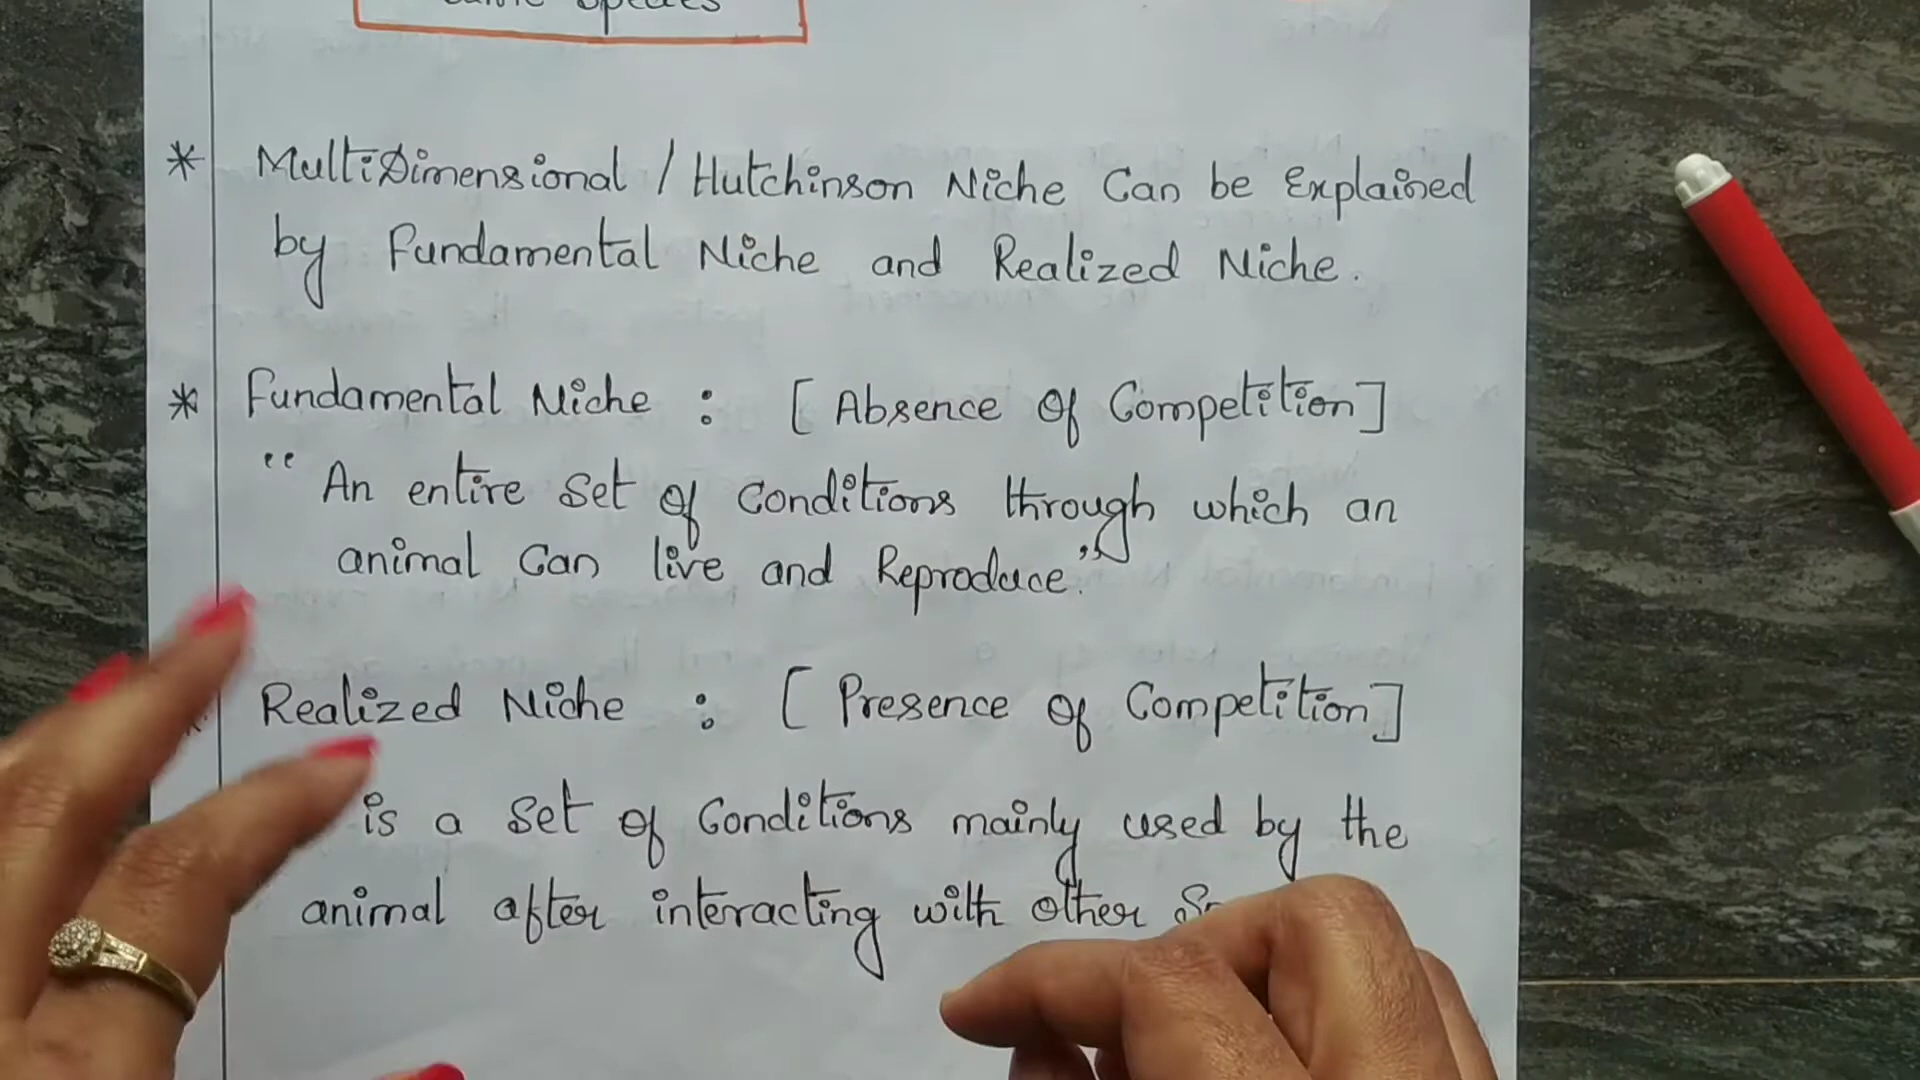 Species
* MultiDimensional / Hutchinson Niche Can be Explained
by Fundamental Niche and Realized Niche.
* Fundamental Niche : [ Absence of Competition ]
“ An entire Set of Conditions through which an
animal Can live and Reproduce.”
Realized Niche : [ Presence of Competition ]
is a Set of Conditions mainly used by the
animal after interacting with other